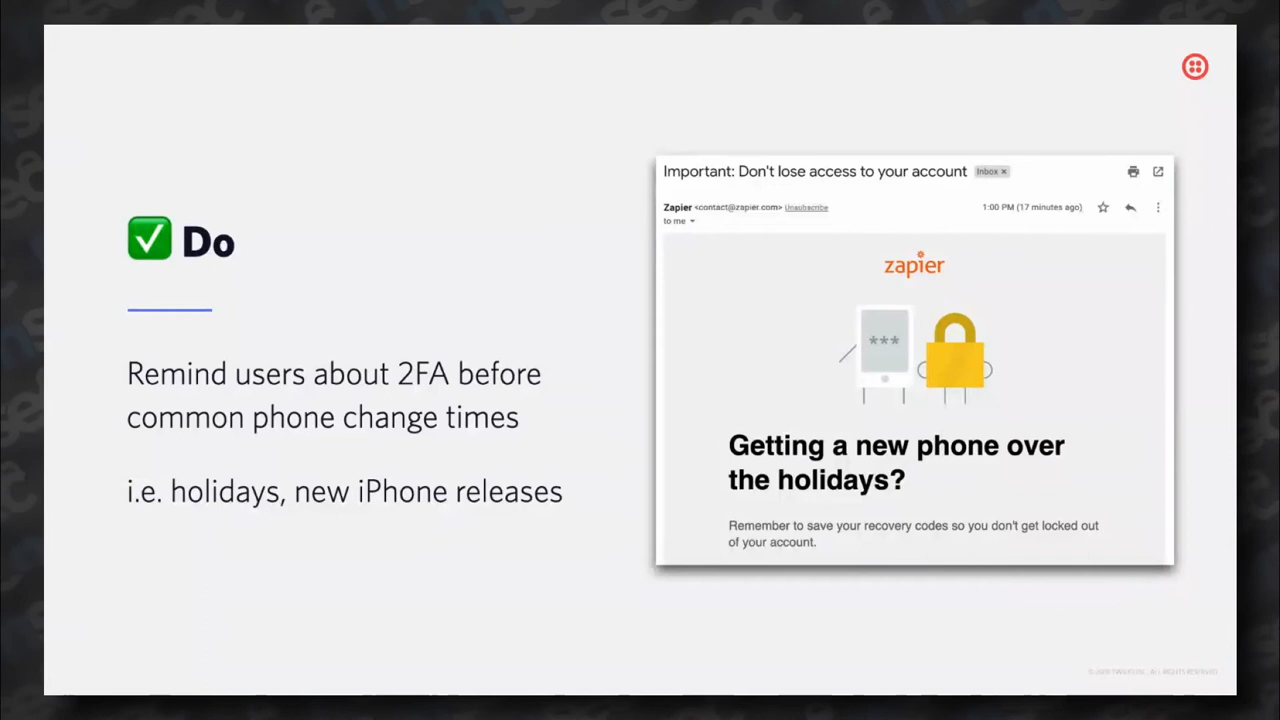 ✅ Do
Remind users about 2FA before
common phone change times
i.e. holidays, new iPhone releases
Important: Don't lose access to your account
Inbox ×
Zapier <contact@zapier.com> Unsubscribe
1:00 PM (17 minutes ago)
to me
zapier
***
Getting a new phone over
the holidays?
Remember to save your recovery codes so you don't get locked out
of your account.